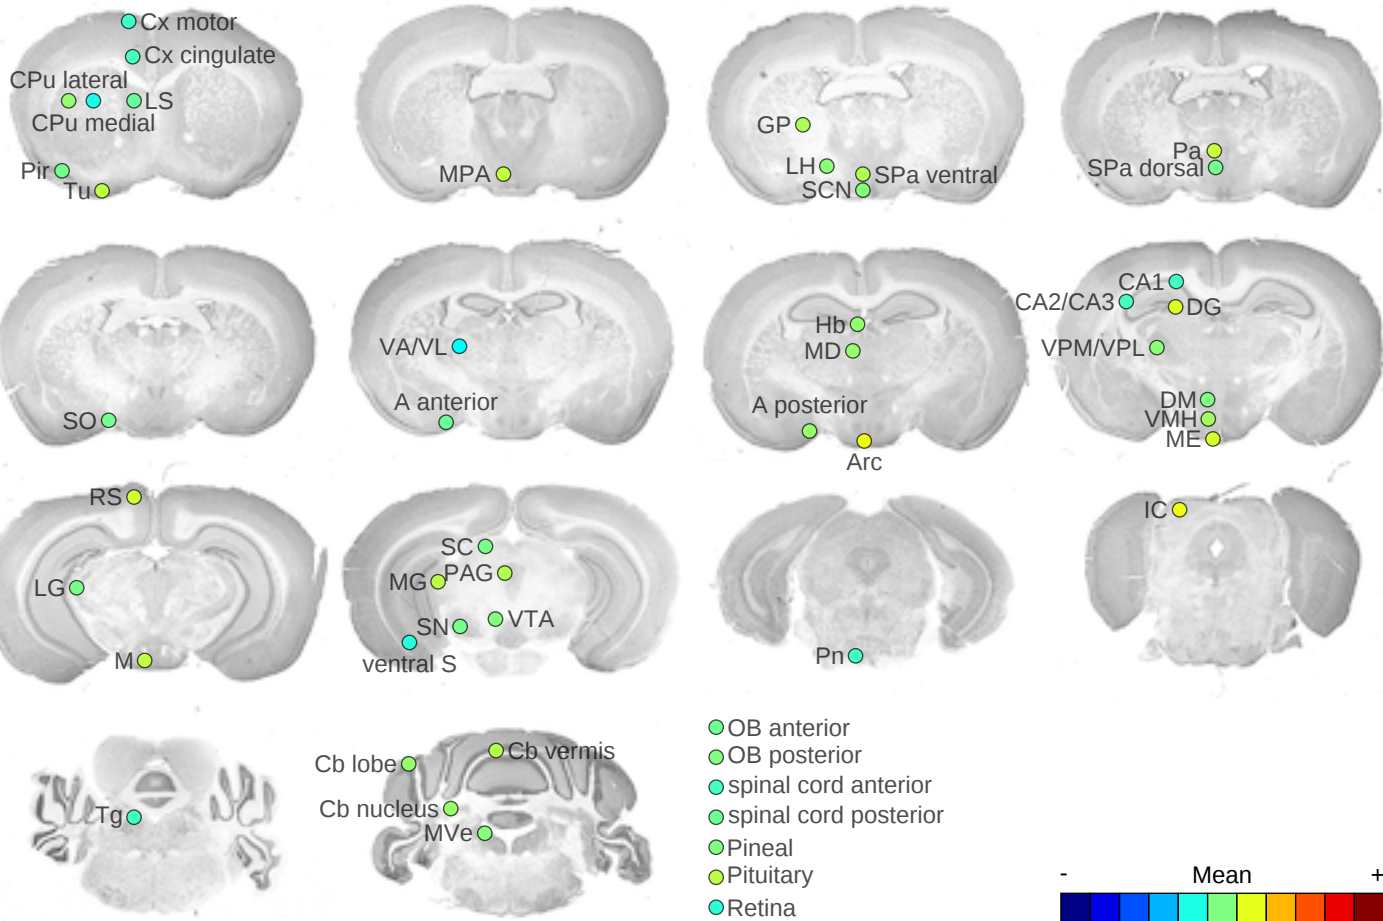 Cx motor
Cx cingulate
CPu lateral
LS
CPu medial
Pir
Tu
MPA
GP
LH
SPa ventral
SCN
Pa
SPa dorsal
SO
VA/VL
A anterior
Hb
MD
A posterior
Arc
CA1
CA2/CA3
DG
VPM/VPL
DM
VMH
ME
RS
LG
M
SC
MG
PAG
SN
VTA
ventral S
Pn
IC
Tg
Cb lobe
Cb vermis
Cb nucleus
MVe
OB anterior
OB posterior
spinal cord anterior
spinal cord posterior
Pineal
Pituitary
Retina
- Mean +